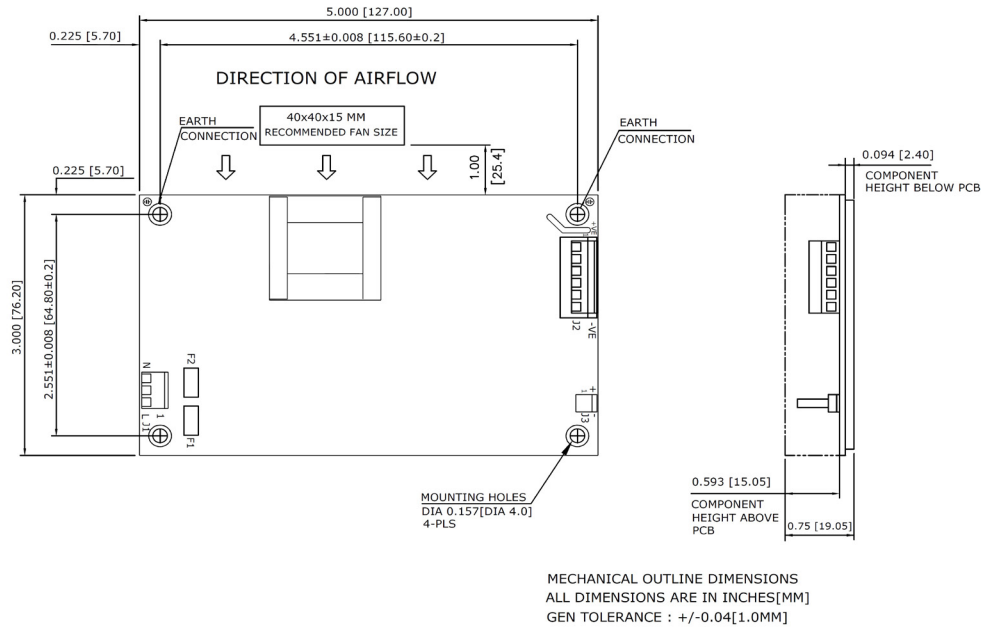 5.000 [127.00]
0.225 [5.70]
4.551±0.008 [115.60±0.2]
DIRECTION OF AIRFLOW
EARTH
CONNECTION
40x40x15 MM
RECOMMENDED FAN SIZE
EARTH
CONNECTION
1.00
[25.4]
0.225 [5.70]
0.094 [2.40]
COMPONENT
HEIGHT BELOW PCB
3.000 [76.20]
2.551±0.008 [64.80±0.2]
+VE
1
J2
-VE
N
1
L
J1
F2
F1
+
1
-
J3
MOUNTING HOLES
DIA 0.157[DIA 4.0]
4-PLS
0.593 [15.05]
COMPONENT
HEIGHT ABOVE
PCB
0.75 [19.05]
MECHANICAL OUTLINE DIMENSIONS
ALL DIMENSIONS ARE IN INCHES[MM]
GEN TOLERANCE : +/-0.04[1.0MM]